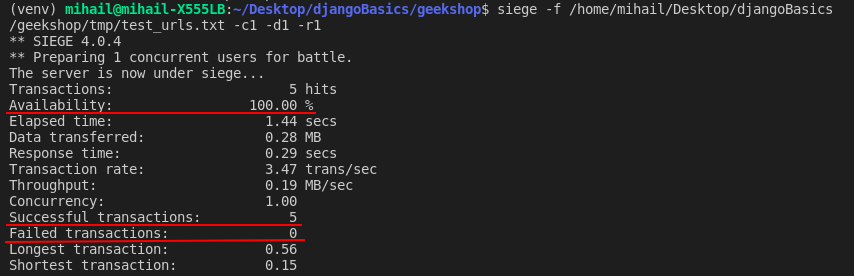 (venv) mihail@mihail-X555LB:~/Desktop/djangoBasics/geekshop$ siege -f /home/mihail/Desktop/djangoBasics
/geekshop/tmp/test_urls.txt -c1 -d1 -r1
** SIEGE 4.0.4
** Preparing 1 concurrent users for battle.
The server is now under siege...
Transactions: 5 hits
Availability: 100.00 %
Elapsed time: 1.44 secs
Data transferred: 0.28 MB
Response time: 0.29 secs
Transaction rate: 3.47 trans/sec
Throughput: 0.19 MB/sec
Concurrency: 1.00
Successful transactions: 5
Failed transactions: 0
Longest transaction: 0.56
Shortest transaction: 0.15